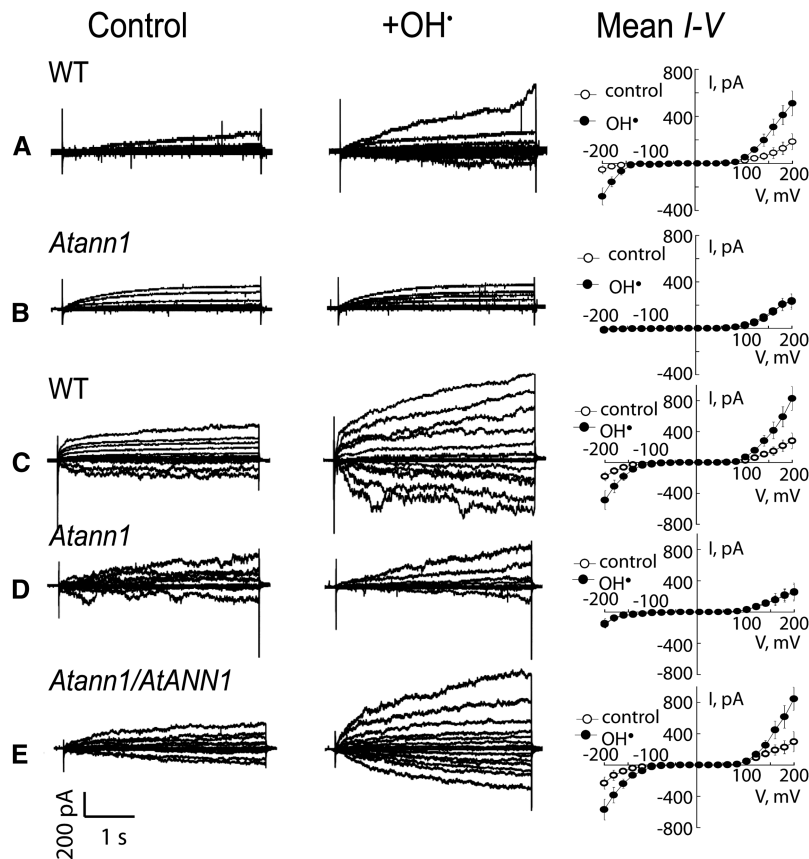 Control +OH• Mean I-V
WT
A
800
I, pA
control
400
OH•
-200 -100
100 200
V, mV
-400
Atann1
B
800
I, pA
control
400
OH•
-200 -100
100 200
V, mV
-400
WT
C
800
I, pA
control
OH•
400
-200 -100
100 200
V, mV
-400
-800
Atann1
D
800
I, pA
control
OH•
400
-200 -100
100 200
V, mV
-400
-800
Atann1/AtANN1
E
800
I, pA
control
OH•
400
-200 -100
100 200
V, mV
-400
-800
200 pA
1 s